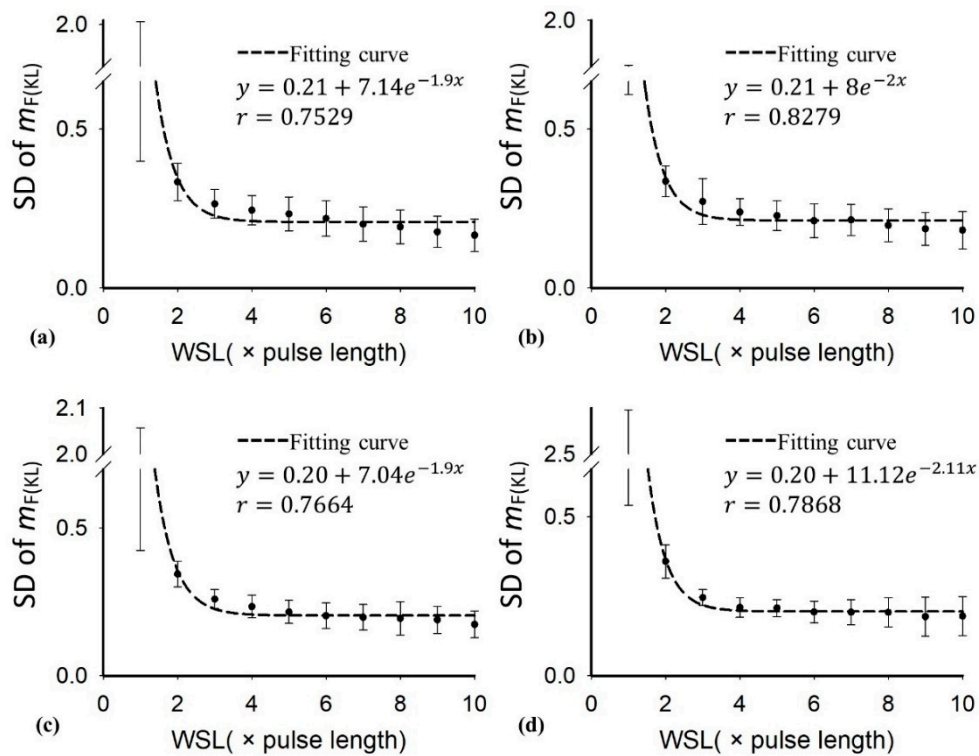 2.0
0.5
0.0
SD of mF(KL)
Fitting curve
y = 0.21 + 7.14e^{−1.9x}
r = 0.7529
0 2 4 6 8 10
(a)
WSL( × pulse length)
2.0
0.5
0.0
SD of mF(KL)
Fitting curve
y = 0.21 + 8e^{−2x}
r = 0.8279
0 2 4 6 8 10
(b)
WSL( × pulse length)
2.1
2.0
0.5
0.0
SD of mF(KL)
Fitting curve
y = 0.20 + 7.04e^{−1.9x}
r = 0.7664
0 2 4 6 8 10
(c)
WSL( × pulse length)
2.5
0.5
0.0
SD of mF(KL)
Fitting curve
y = 0.20 + 11.12e^{−2.11x}
r = 0.7868
0 2 4 6 8 10
(d)
WSL( × pulse length)